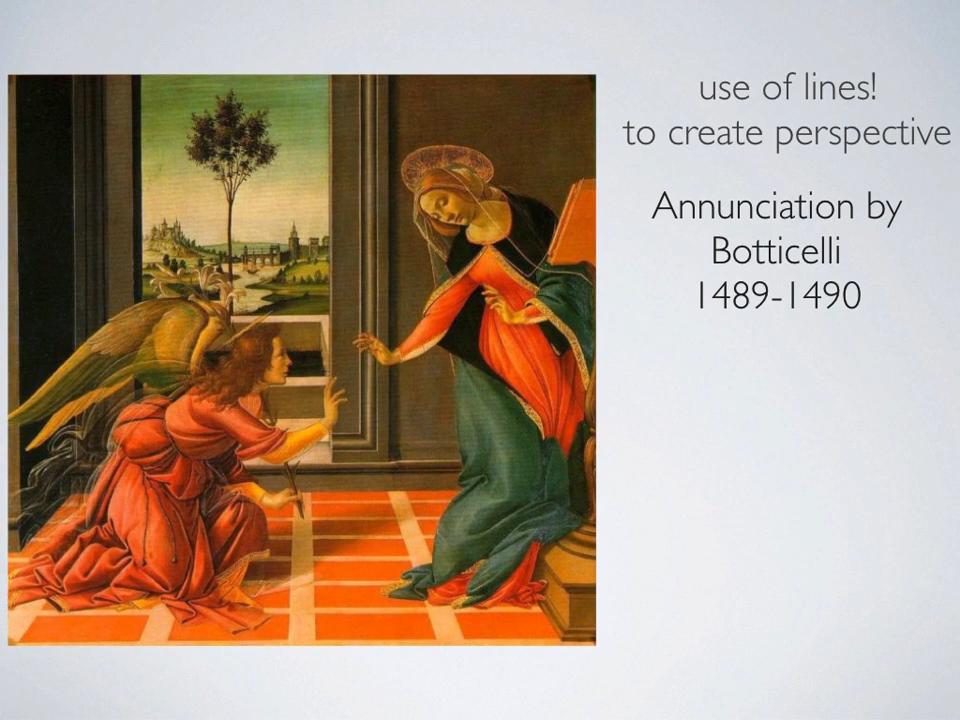 use of lines!
to create perspective
Annunciation by
Botticelli
1489-1490